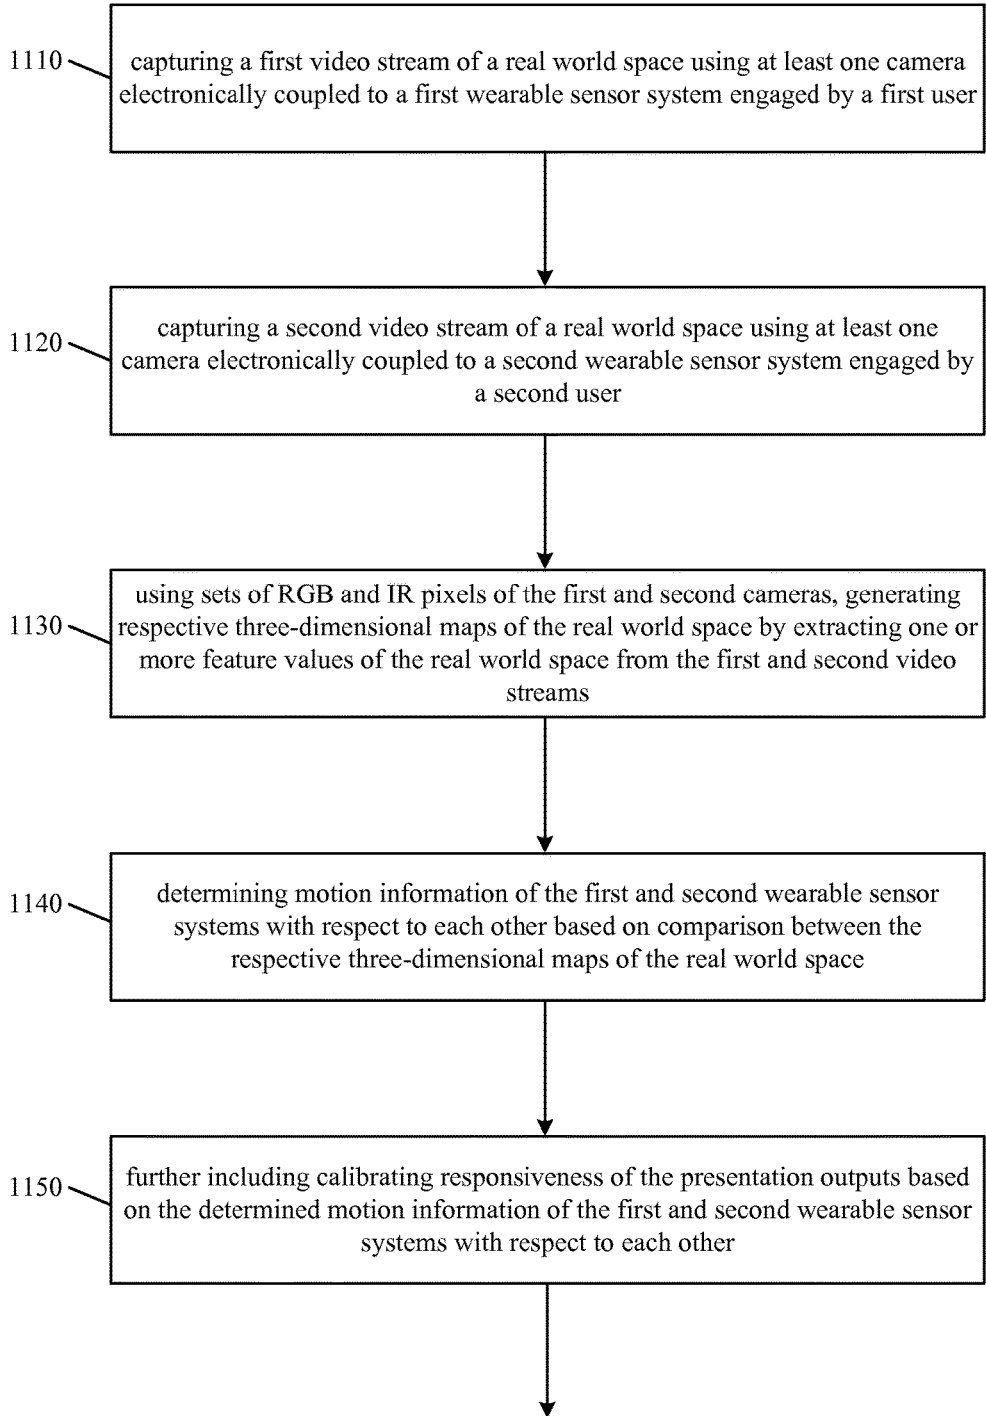 1110
capturing a first video stream of a real world space using at least one camera
electronically coupled to a first wearable sensor system engaged by a first user
1120
capturing a second video stream of a real world space using at least one
camera electronically coupled to a second wearable sensor system engaged by
a second user
1130
using sets of RGB and IR pixels of the first and second cameras, generating
respective three-dimensional maps of the real world space by extracting one or
more feature values of the real world space from the first and second video
streams
1140
determining motion information of the first and second wearable sensor
systems with respect to each other based on comparison between the
respective three-dimensional maps of the real world space
1150
further including calibrating responsiveness of the presentation outputs based
on the determined motion information of the first and second wearable sensor
systems with respect to each other